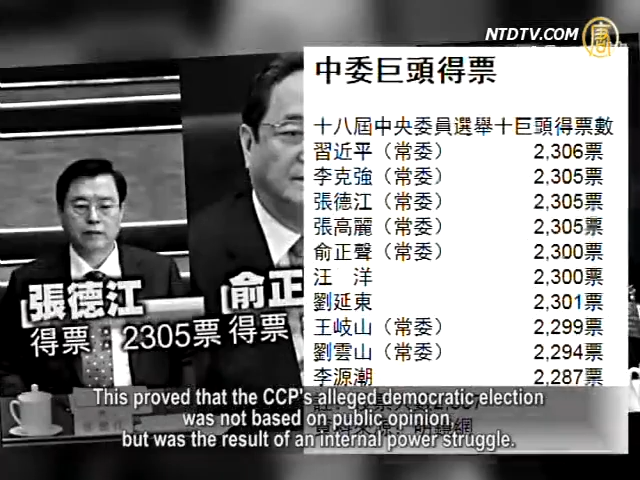 NTDTV.COM
中委巨頭得票
十八屆中央委員選舉十巨頭得票數
習近平（常委） 2,306票
李克強（常委） 2,305票
張德江（常委） 2,305票
張高麗（常委） 2,305票
俞正聲（常委） 2,300票
汪 洋 2,300票
劉延東 2,301票
王岐山（常委） 2,299票
劉雲山（常委） 2,294票
李源潮 2,287票
張德江
得票：2305票
俞正
得票
This proved that the CCP's alleged democratic election
was not based on public opinion,
but was the result of an internal power struggle.